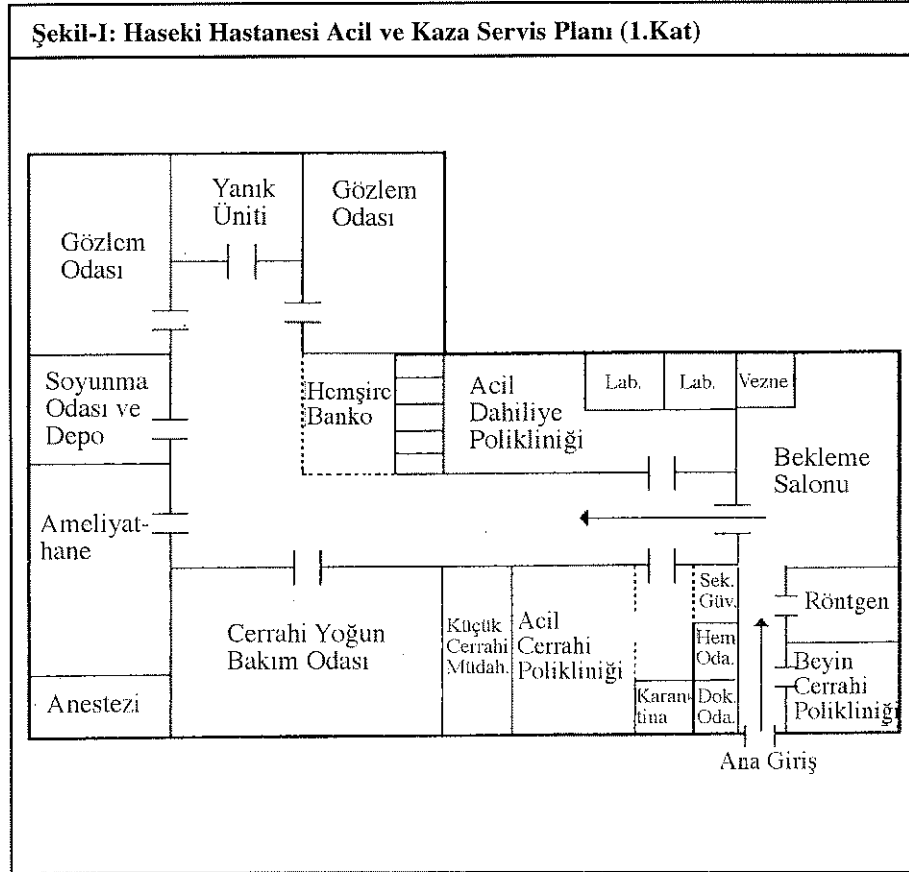 Şekil-I: Haseki Hastanesi Acil ve Kaza Servis Planı (1.Kat)
Gözlem
Odası
Yanık
Üniti
Gözlem
Odası
Soyunma
Odası ve
Depo
Hemşire
Banko
Acil
Dahiliye
Polikliniği
Lab.
Lab.
Vezne
Bekleme
Salonu
Ameliyat-
hane
Anestezi
Cerrahi Yoğun
Bakım Odası
Küçük
Cerrahi
Müdah.
Acil
Cerrahi
Polikliniği
Karan-
tina
Sek.
Güv.
Hem
Oda.
Dok.
Oda.
Röntgen
Beyin
Cerrahi
Polikliniği
Ana Giriş